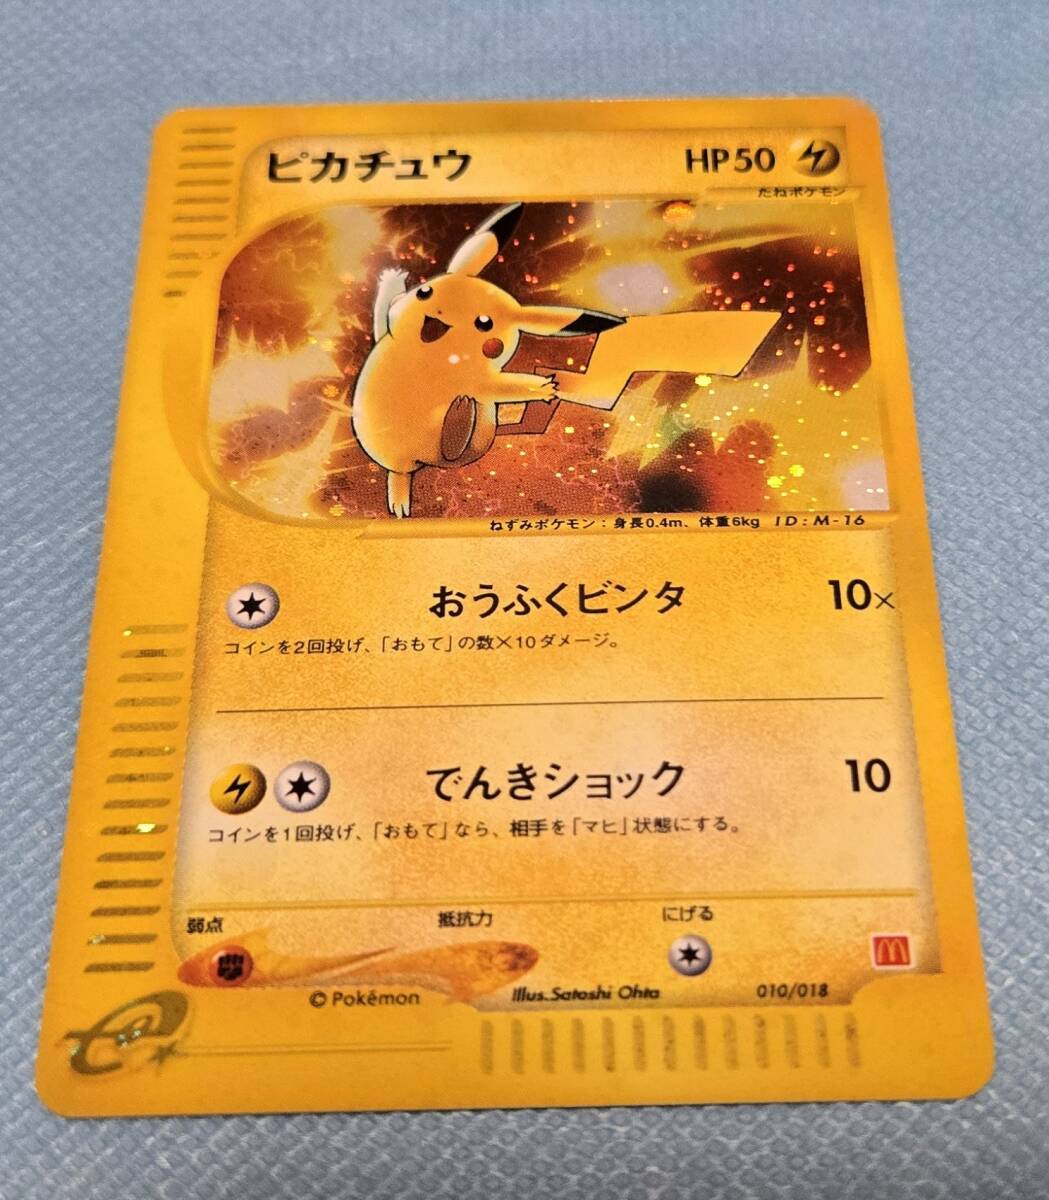 ピカチュウ HP50
たねポケモン
ねずみポケモン：身長0.4m、体重6kg ID:M-16
おうふくビンタ 10×
コインを2回投げ、「おもて」の数×10ダメージ。
でんきショック 10
コインを1回投げ、「おもて」なら、相手を「マヒ」状態にする。
弱点 抵抗力 にげる
©Pokémon Illus.Satoshi Ohta 010/018